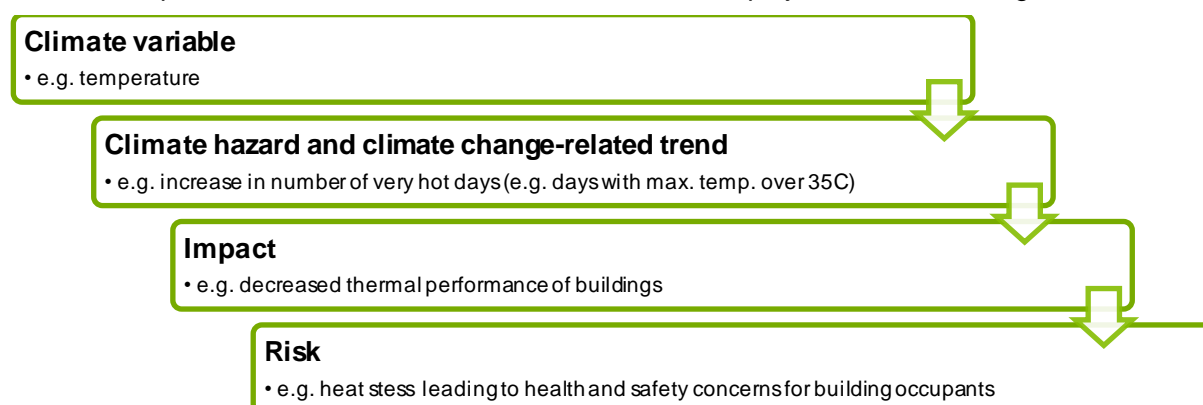 Climate variable
• e.g. temperature
Climate hazard and climate change-related trend
• e.g. increase in number of very hot days (e.g. days with max. temp. over 35C)
Impact
• e.g. decreased thermal performance of buildings
Risk
• e.g. heat stess leading to health and safety concerns for building occupants